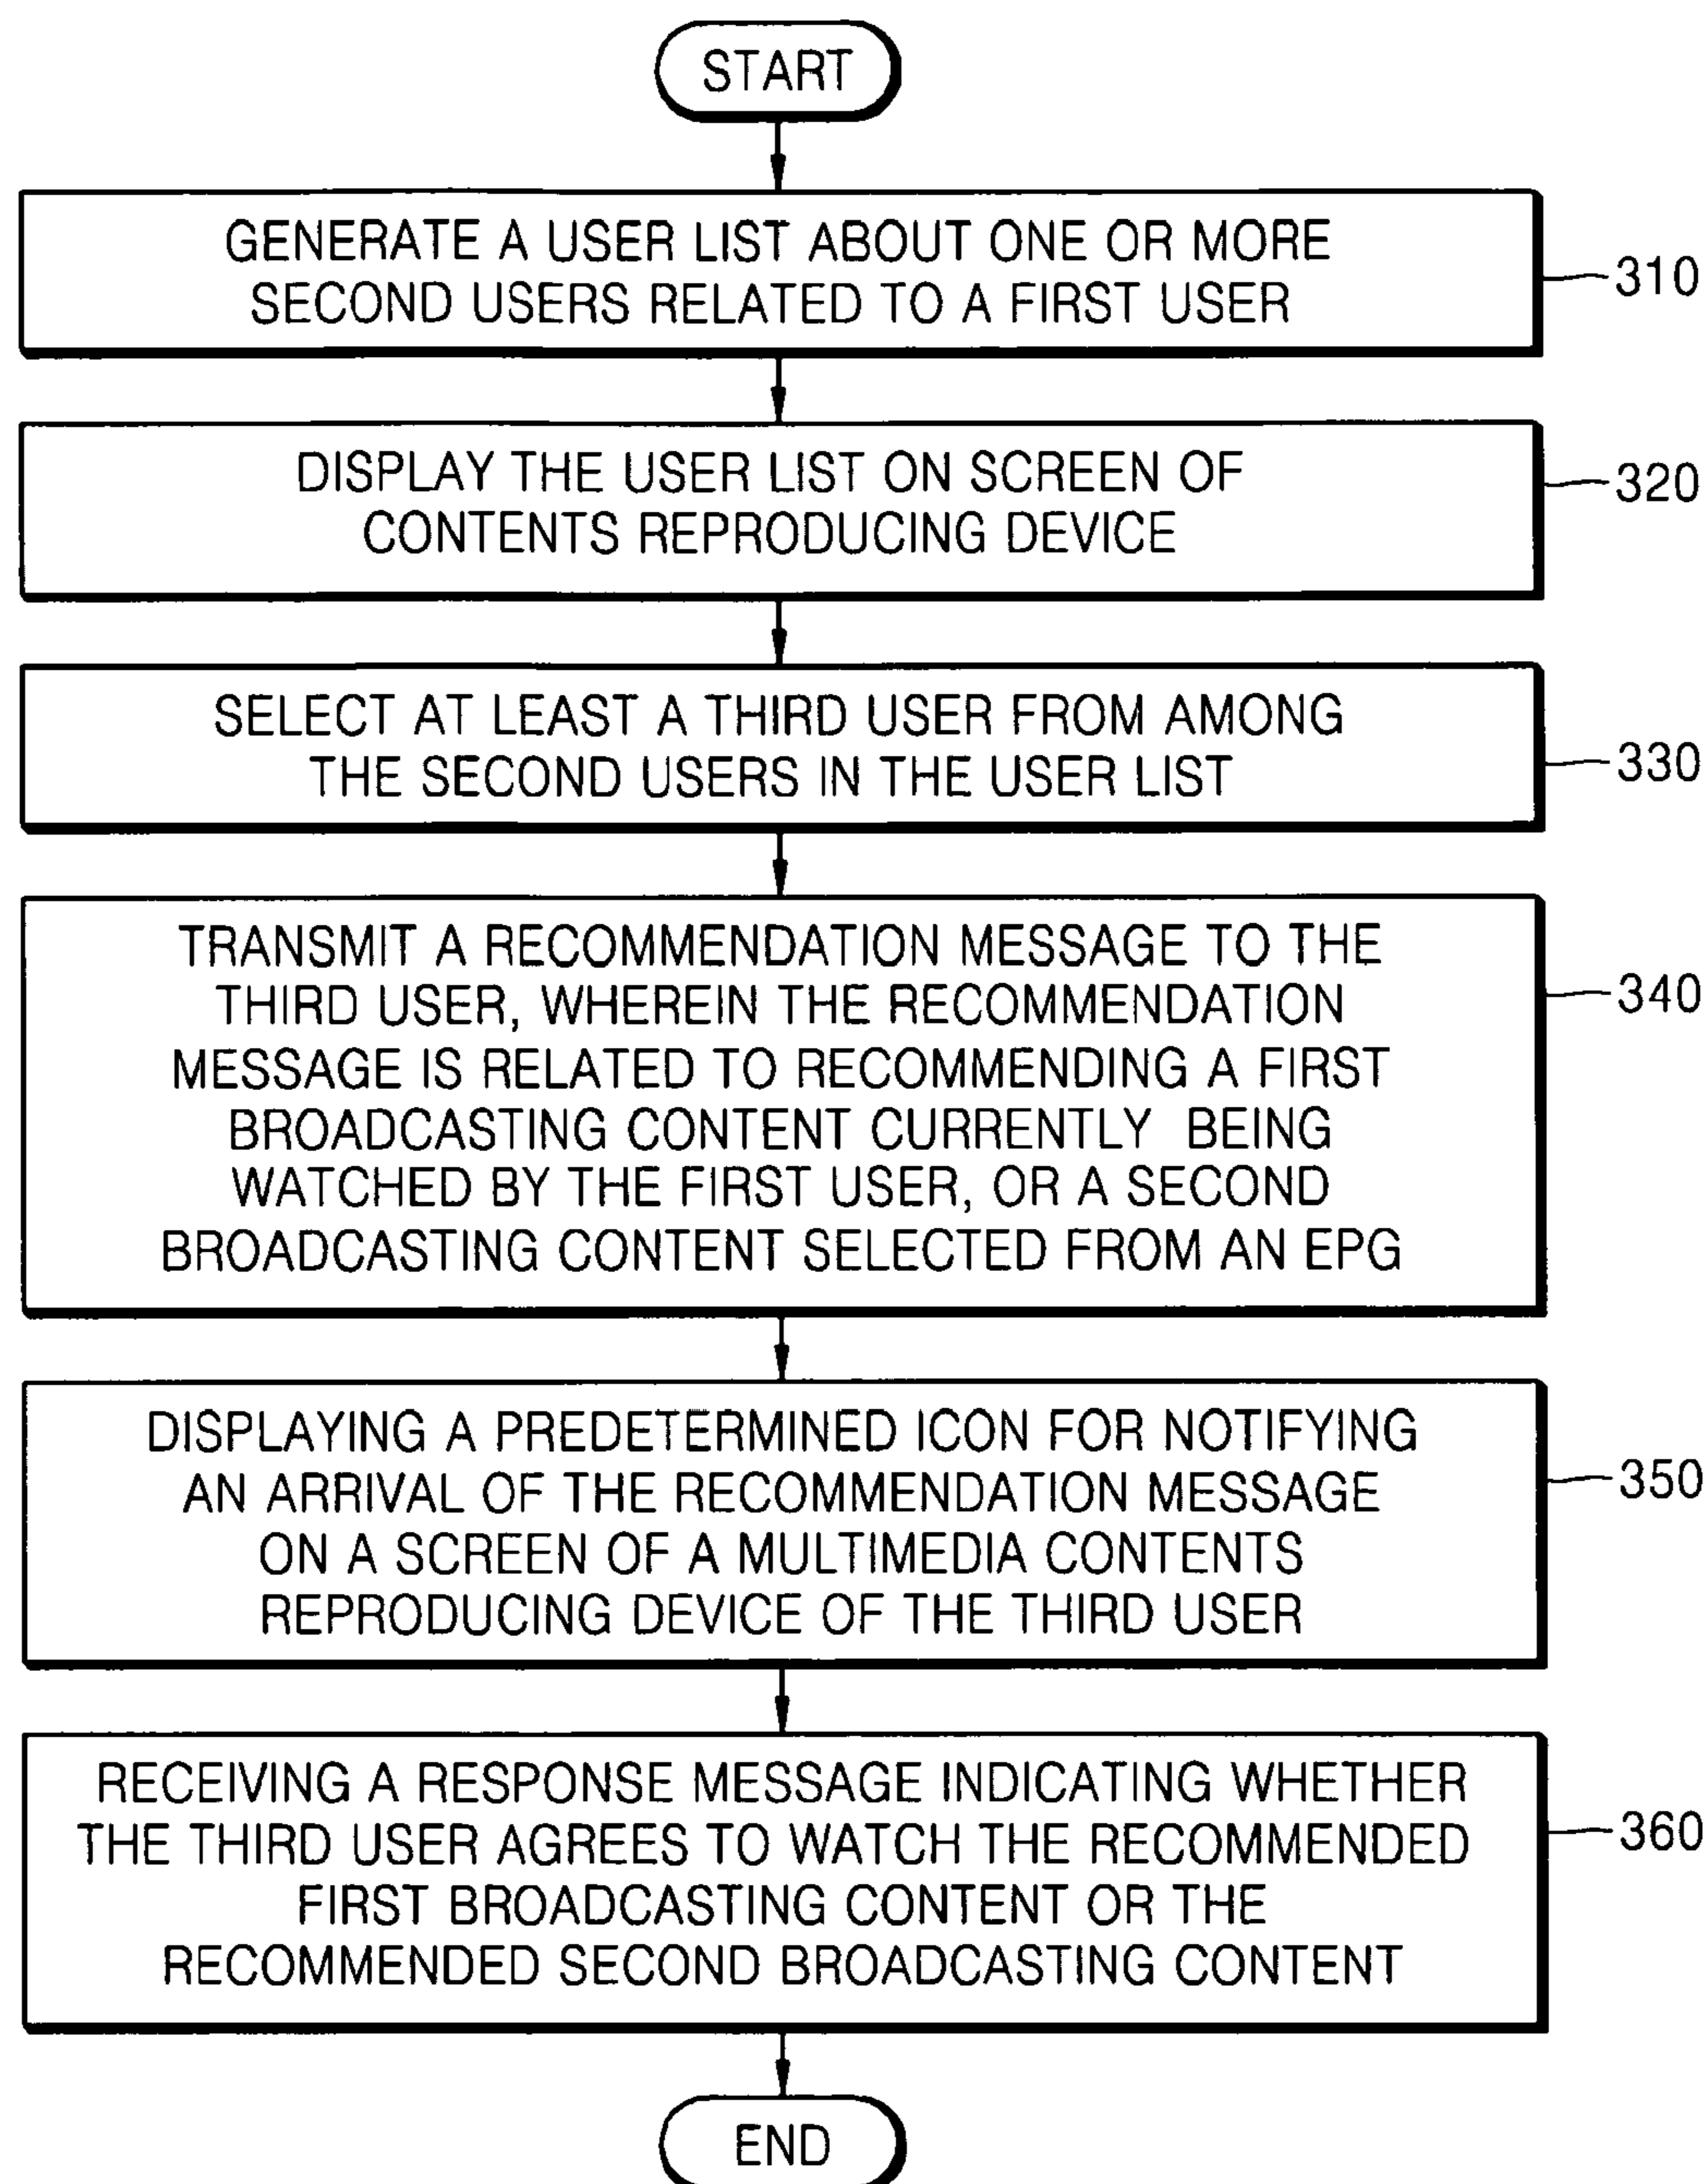 START
GENERATE A USER LIST ABOUT ONE OR MORE
SECOND USERS RELATED TO A FIRST USER
310
DISPLAY THE USER LIST ON SCREEN OF
CONTENTS REPRODUCING DEVICE
320
SELECT AT LEAST A THIRD USER FROM AMONG
THE SECOND USERS IN THE USER LIST
330
TRANSMIT A RECOMMENDATION MESSAGE TO THE
THIRD USER, WHEREIN THE RECOMMENDATION
MESSAGE IS RELATED TO RECOMMENDING A FIRST
BROADCASTING CONTENT CURRENTLY BEING
WATCHED BY THE FIRST USER, OR A SECOND
BROADCASTING CONTENT SELECTED FROM AN EPG
340
DISPLAYING A PREDETERMINED ICON FOR NOTIFYING
AN ARRIVAL OF THE RECOMMENDATION MESSAGE
ON A SCREEN OF A MULTIMEDIA CONTENTS
REPRODUCING DEVICE OF THE THIRD USER
350
RECEIVING A RESPONSE MESSAGE INDICATING WHETHER
THE THIRD USER AGREES TO WATCH THE RECOMMENDED
FIRST BROADCASTING CONTENT OR THE
RECOMMENDED SECOND BROADCASTING CONTENT
360
END